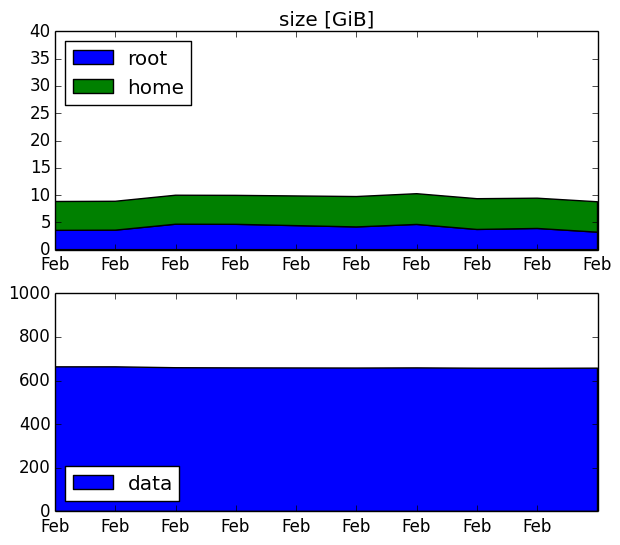 size [GiB]
40
35
30
25
20
15
10
5
0
root
home
Feb Feb Feb Feb Feb Feb Feb Feb Feb Feb
1000
800
600
400
200
0
data
Feb Feb Feb Feb Feb Feb Feb Feb Feb